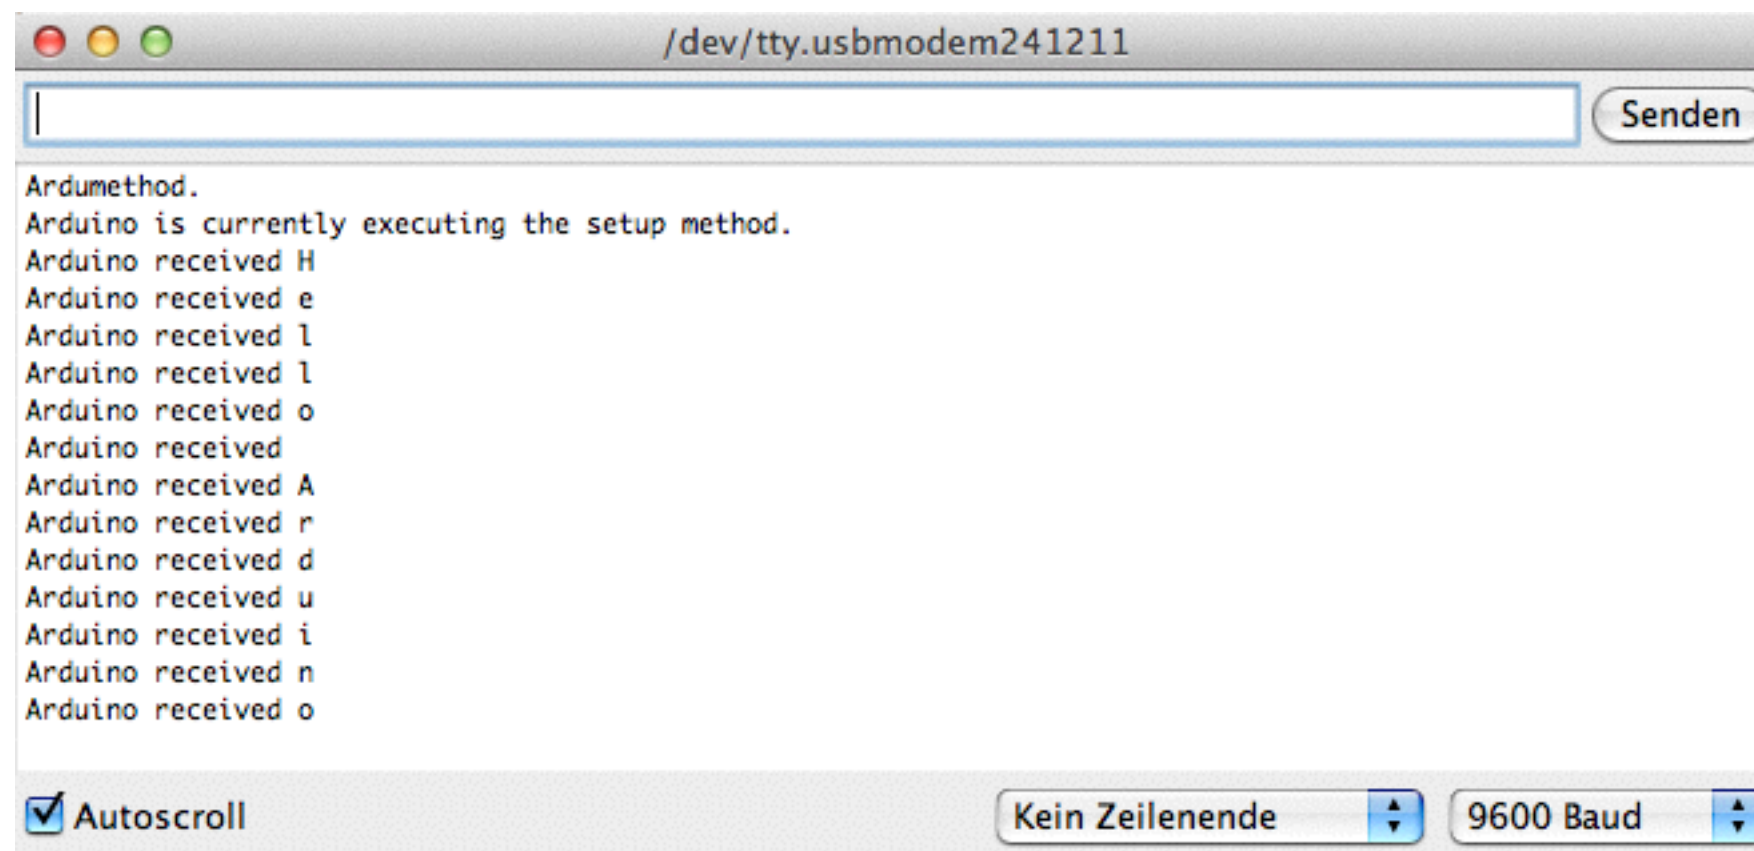 /dev/tty.usbmodem241211
Senden
Ardumethod.
Arduino is currently executing the setup method.
Arduino received H
Arduino received e
Arduino received l
Arduino received l
Arduino received o
Arduino received
Arduino received A
Arduino received r
Arduino received d
Arduino received u
Arduino received i
Arduino received n
Arduino received o
Autoscroll
Kein Zeilenende
9600 Baud